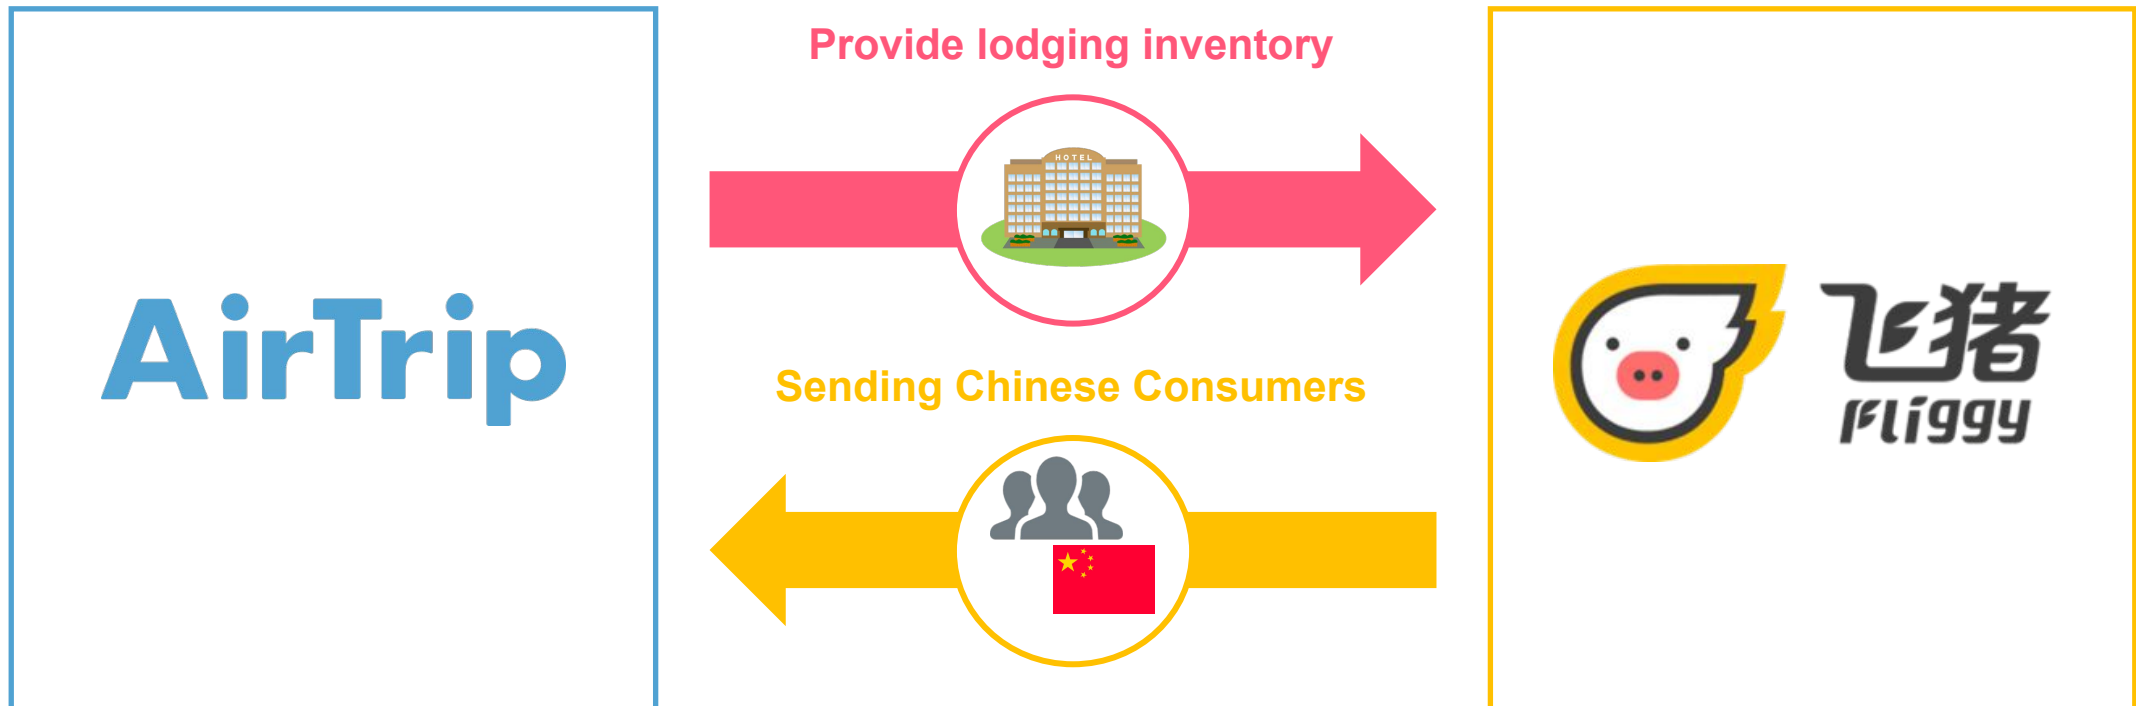 Provide lodging inventory
HOTEL
AirTrip
飞猪
Fliggy
Sending Chinese Consumers